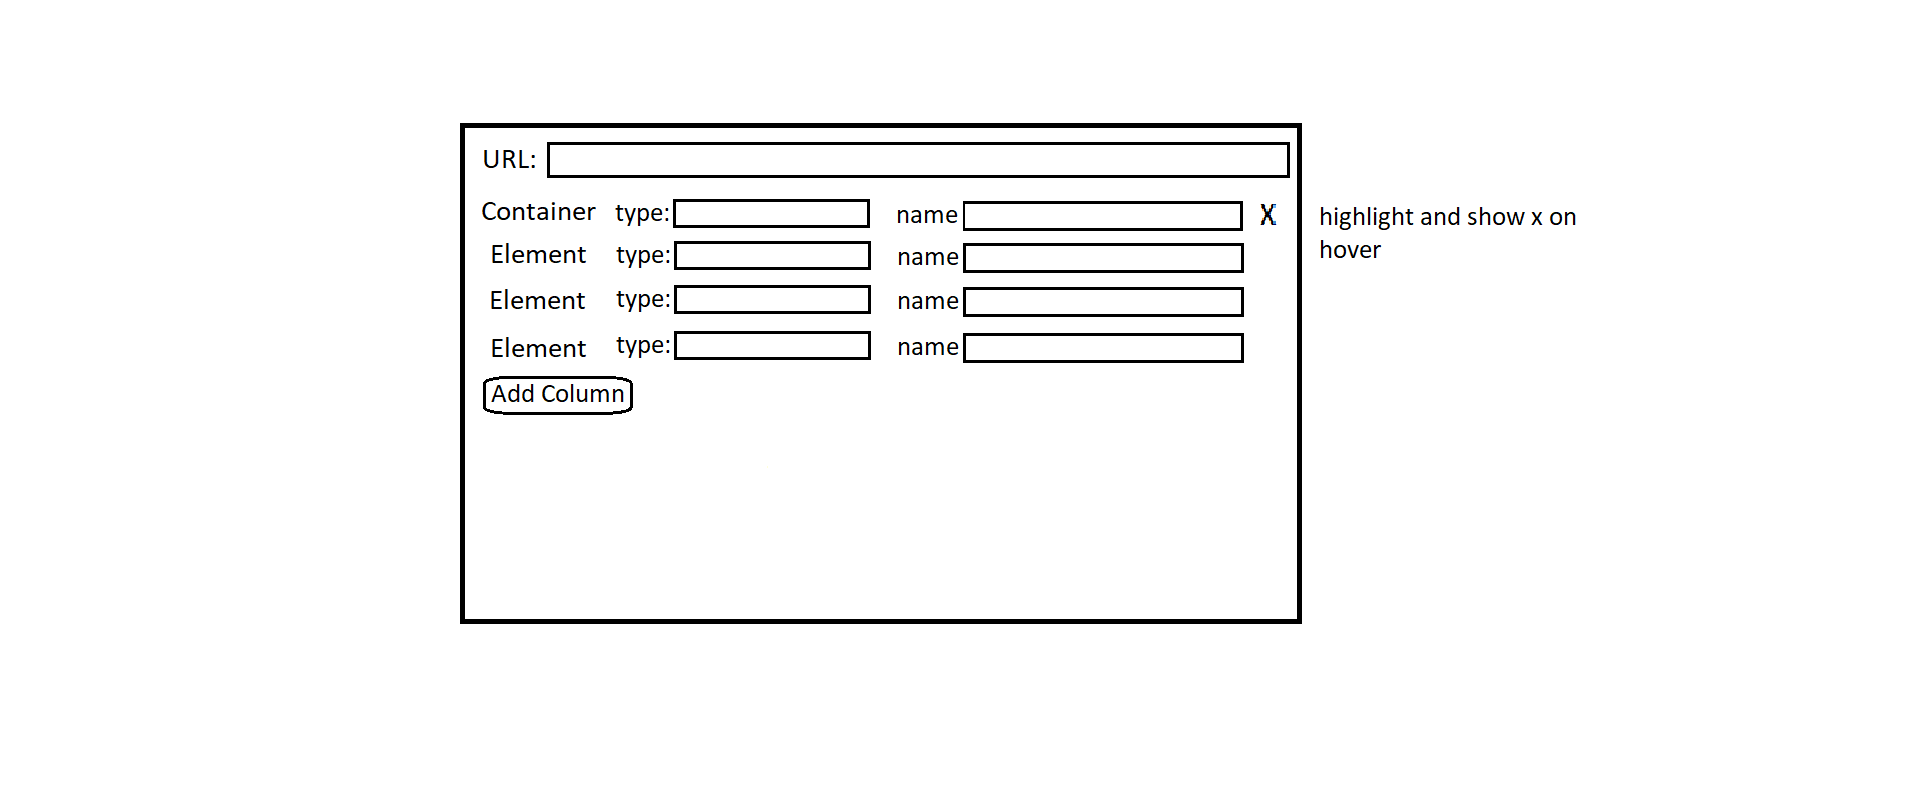 URL:
Container type: name X highlight and show x on
hover
Element type: name
Element type: name
Element type: name
Add Column